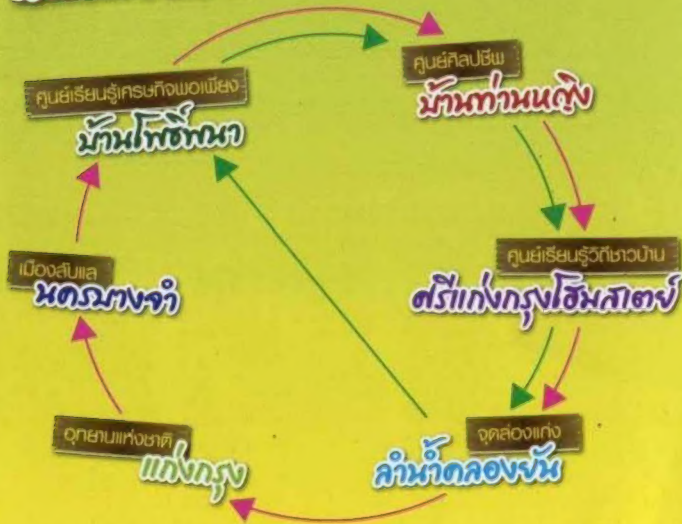 ศูนย์เรียนรู้เศรษฐกิจพอเพียง
บ้านโพธิ์พนา
ศูนย์ศิลปชีพ
บ้านท่านหญิง
ศูนย์เรียนรู้วิถีชาวบ้าน
ศรีแก่งกรุงโฮมสเตย์
จุดล่องแก่ง
ลำน้ำคลองยัน
อุทยานแห่งชาติ
แก่งกรุง
เมืองลับแล
นครบางจำ